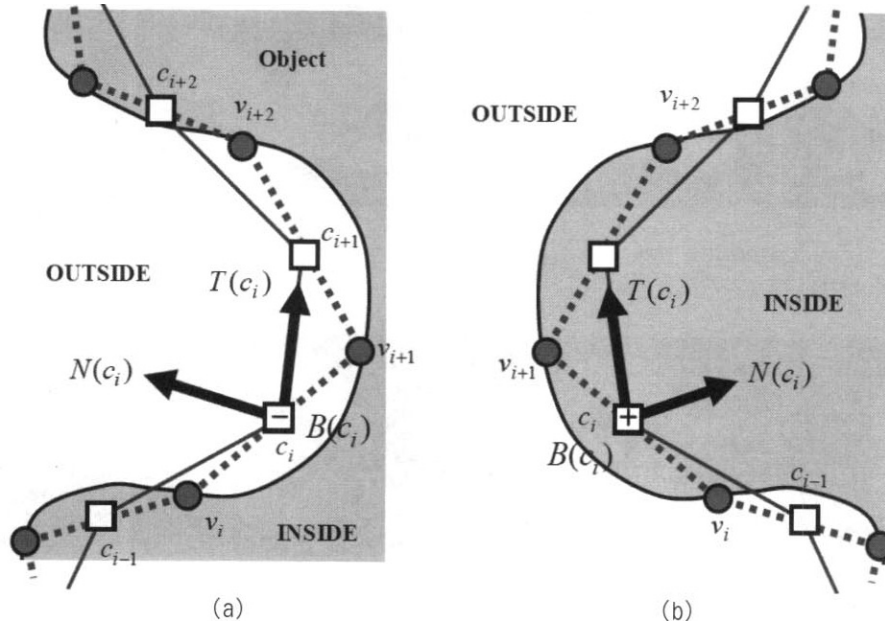 Object
c_{i+2}
v_{i+2}
c_{i+1}
OUTSIDE
T(c_i)
v_{i+1}
N(c_i)
−
B(c_i)
c_i
v_i
INSIDE
c_{i-1}
(a)
v_{i+2}
OUTSIDE
T(c_i)
INSIDE
v_{i+1}
N(c_i)
c_i
+
B(c_i)
c_{i-1}
v_i
(b)